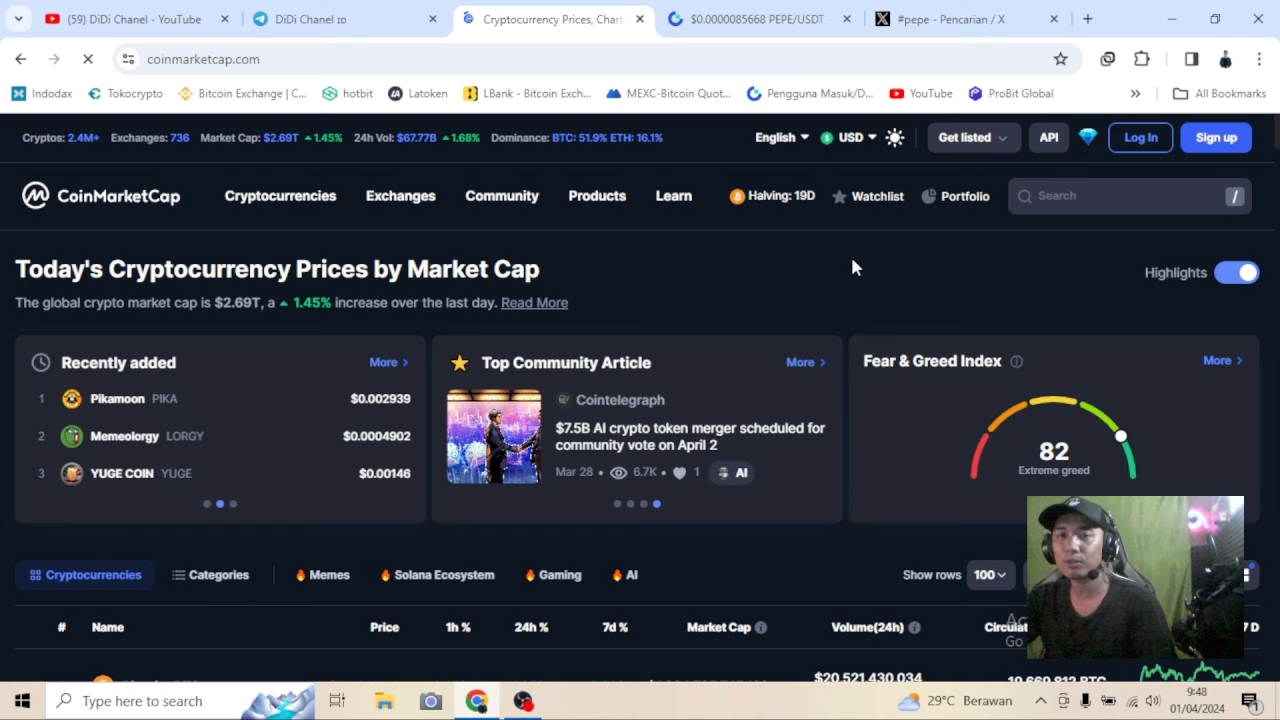 (59) DiDi Chanel - YouTube
DiDi Chanel ID
Cryptocurrency Prices, Chart
$0.0000085668 PEPE/USDT
#pepe - Pencarian / X
coinmarketcap.com
Indodax
Tokocrypto
Bitcoin Exchange | C...
hotbit
Latoken
LBank - Bitcoin Exch...
MEXC-Bitcoin Quot...
Pengguna Masuk/D...
YouTube
ProBit Global
All Bookmarks
Cryptos: 2.4M+ Exchanges: 736 Market Cap: $2.69T 1.45% 24h Vol: $67.77B 1.68% Dominance: BTC: 51.9% ETH: 16.1%
English USD Get listed API Log In Sign up
CoinMarketCap
Cryptocurrencies Exchanges Community Products Learn
Halving: 19D Watchlist Portfolio Search /
Today's Cryptocurrency Prices by Market Cap
The global crypto market cap is $2.69T, a 1.45% increase over the last day. Read More
Highlights
Recently added
More >
1 Pikamoon PIKA $0.002939
2 Memeolorgy LORGY $0.0004902
3 YUGE COIN YUGE $0.00146
Top Community Article
More >
Cointelegraph
$7.5B AI crypto token merger scheduled for
community vote on April 2
Mar 28 • 6.7K • 1 AI
Fear & Greed Index
More >
82
Extreme greed
Cryptocurrencies Categories Memes Solana Ecosystem Gaming AI
Show rows 100
# Name Price 1h % 24h % 7d % Market Cap Volume(24h)
$20,521,430,034
Go
Type here to search
29°C Berawan
9:48
01/04/2024